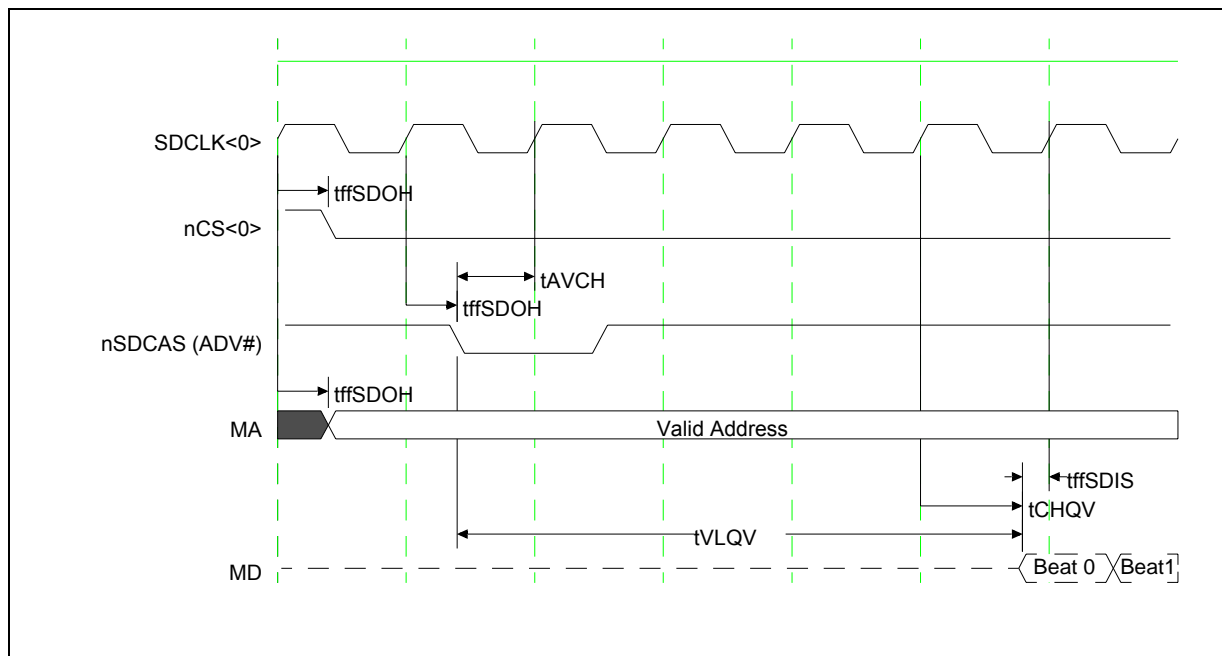 SDCLK<0>
tffSDOH
nCS<0>
tAVCH
tffSDOH
nSDCAS (ADV#)
tffSDOH
MA
Valid Address
tffSDIS
tCHQV
tVLQV
MD
Beat 0
Beat1